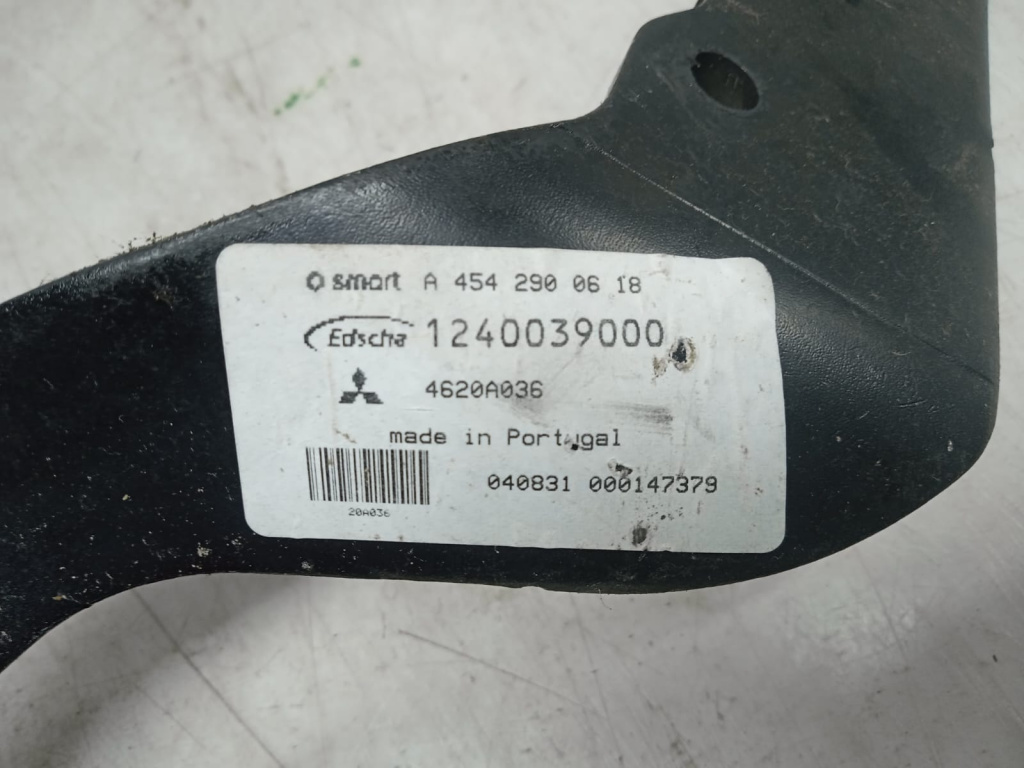 smart A 454 290 06 18
Edscha 1240039000
4620A036
made in Portugal
20A036
040831 000147379